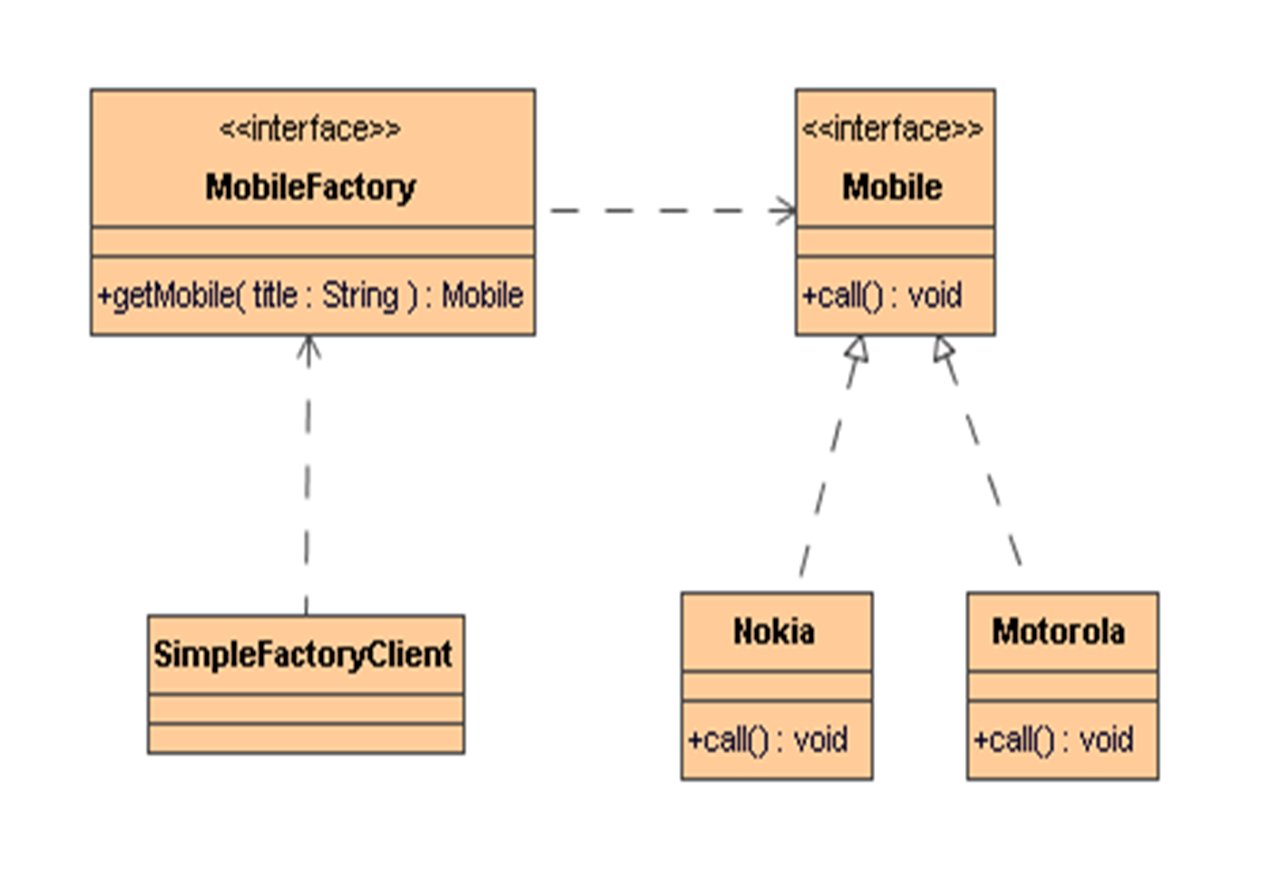 <<interface>>
MobileFactory
+getMobile( title : String ) : Mobile
<<interface>>
Mobile
+call() : void
SimpleFactoryClient
Nokia
+call() : void
Motorola
+call() : void